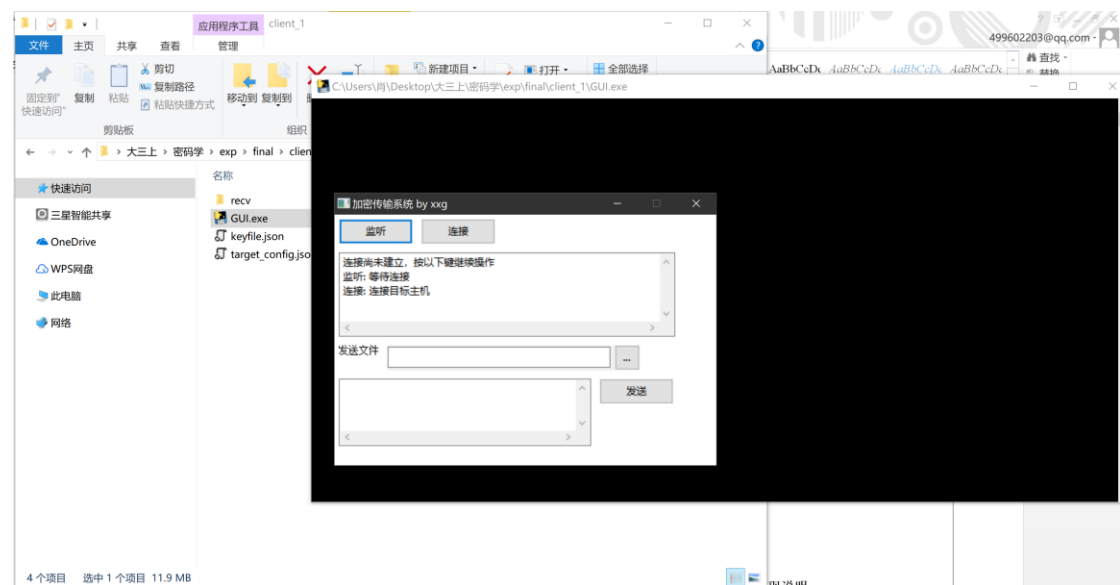 应用程序工具 client_1
499602203@qq.com -
文件 主页 共享 查看 管理
剪切
复制路径
粘贴快捷方式
固定到"
快速访问"
复制
粘贴
移动到 复制到
新建项目
打开
全部选择
剪贴板
组织
AaBbCcDc AaBbCcDc AaBbCcDc AaBbCcDc
查找
替换
C:\Users\肖\Desktop\大三上\密码学\exp\final\client_1\GUI.exe
大三上 › 密码学 › exp › final › clien
名称
快速访问
三星智能共享
OneDrive
WPS网盘
此电脑
网络
recv
GUI.exe
keyfile.json
target_config.jso
加密传输系统 by xxg
监听
连接
连接尚未建立，按以下键继续操作
监听: 等待连接
连接: 连接目标主机
发送文件
...
发送
4 个项目 选中 1 个项目 11.9 MB